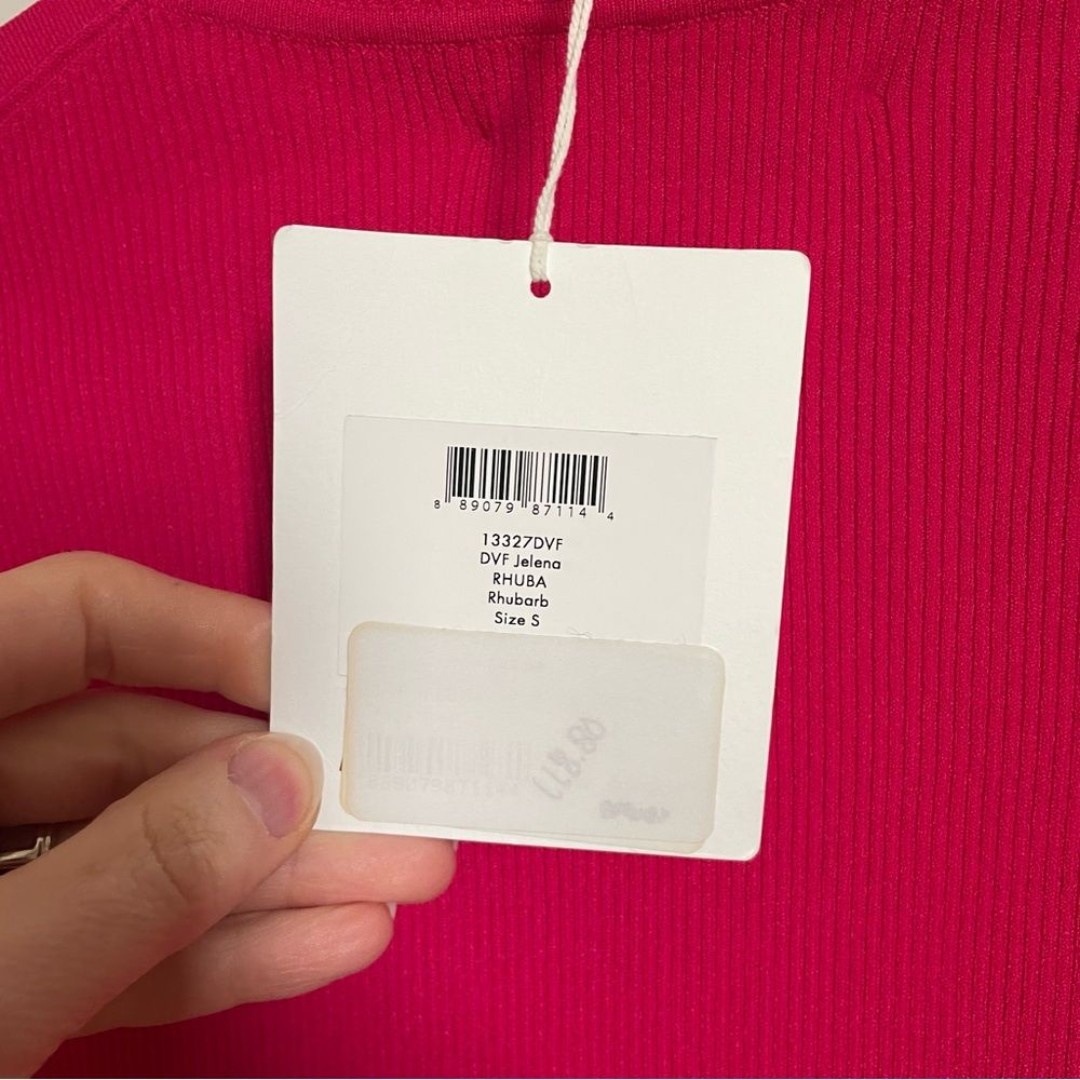 8 89079 87114 4
13327DVF
DVF Jelena
RHUBA
Rhubarb
Size S